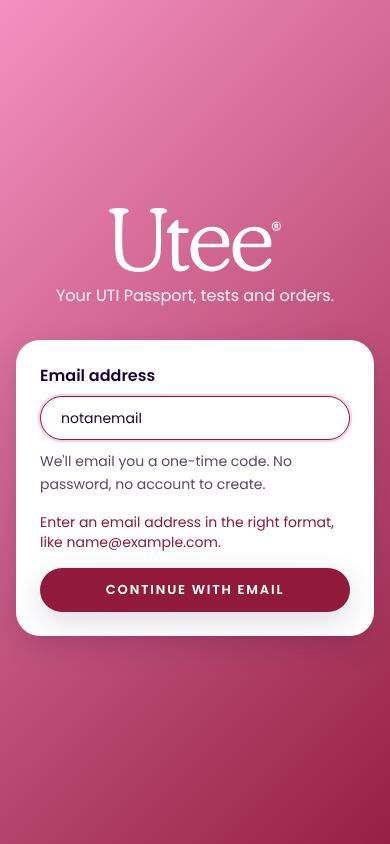 Utee®
Your UTI Passport, tests and orders.
Email address
notanemail
We'll email you a one-time code. No
password, no account to create.
Enter an email address in the right format,
like name@example.com.
CONTINUE WITH EMAIL